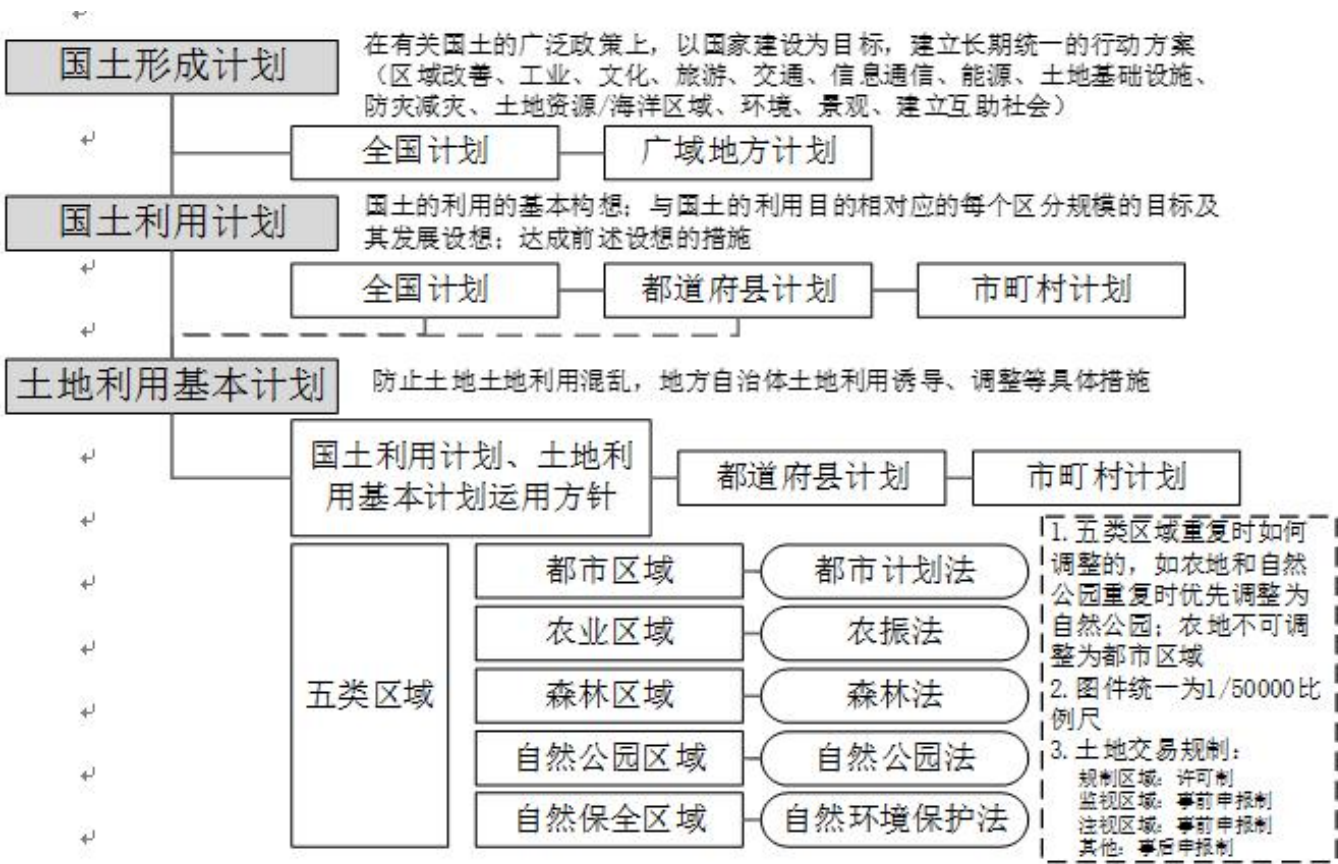 国土形成计划
在有关国土的广泛政策上，以国家建设为目标，建立长期统一的行动方案
（区域改善、工业、文化、旅游、交通、信息通信、能源、土地基础设施、
防灾减灾、土地资源/海洋区域、环境、景观、建立互助社会）
全国计划
广域地方计划
国土利用计划
国土的利用的基本构想；与国土的利用目的相对应的每个区分规模的目标及
其发展设想；达成前述设想的措施
全国计划
都道府县计划
市町村计划
土地利用基本计划
防止土地土地利用混乱，地方自治体土地利用诱导、调整等具体措施
国土利用计划、土地利
用基本计划运用方针
都道府县计划
市町村计划
五类区域
都市区域
都市计划法
农业区域
农振法
森林区域
森林法
自然公园区域
自然公园法
自然保全区域
自然环境保护法
1.五类区域重复时如何
调整的，如农地和自然
公园重复时优先调整为
自然公园；农地不可调
整为都市区域
2.图件统一为1/50000比
例尺
3.土地交易规制：
规制区域：许可制
监视区域：事前申报制
注视区域：事前申报制
其他：事后申报制